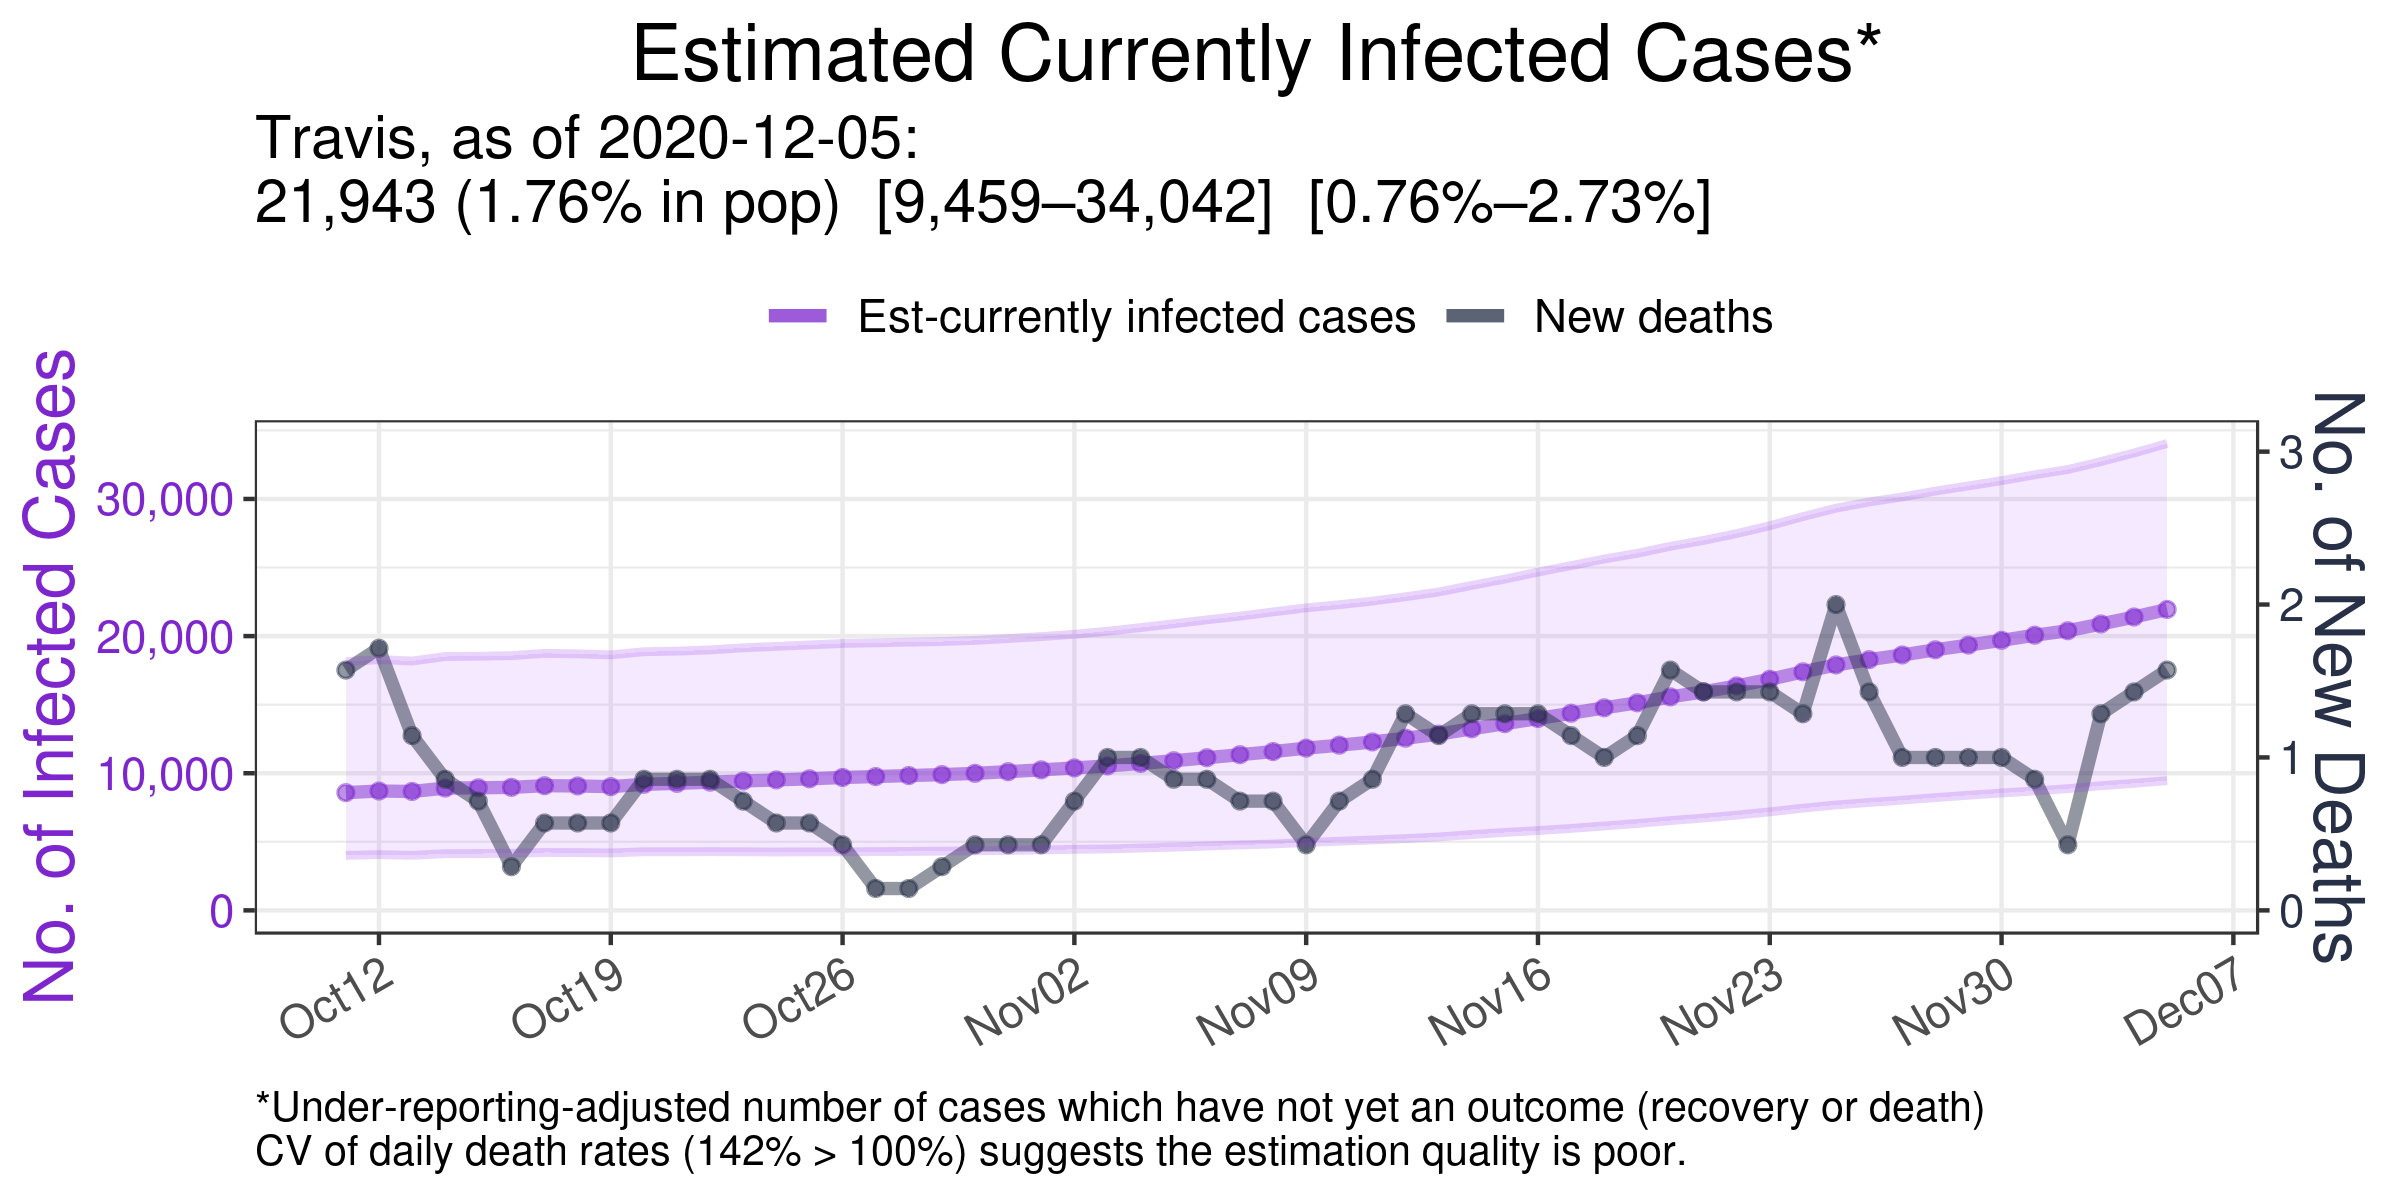 Estimated Currently Infected Cases*
Travis, as of 2020-12-05:
21,943 (1.76% in pop)  [9,459–34,042]  [0.76%–2.73%]
Est-currently infected cases
New deaths
No. of Infected Cases
30,000
20,000
10,000
0
3
2
1
0
No. of New Deaths
Oct12
Oct19
Oct26
Nov02
Nov09
Nov16
Nov23
Nov30
Dec07
*Under-reporting-adjusted number of cases which have not yet an outcome (recovery or death)
CV of daily death rates (142% > 100%) suggests the estimation quality is poor.